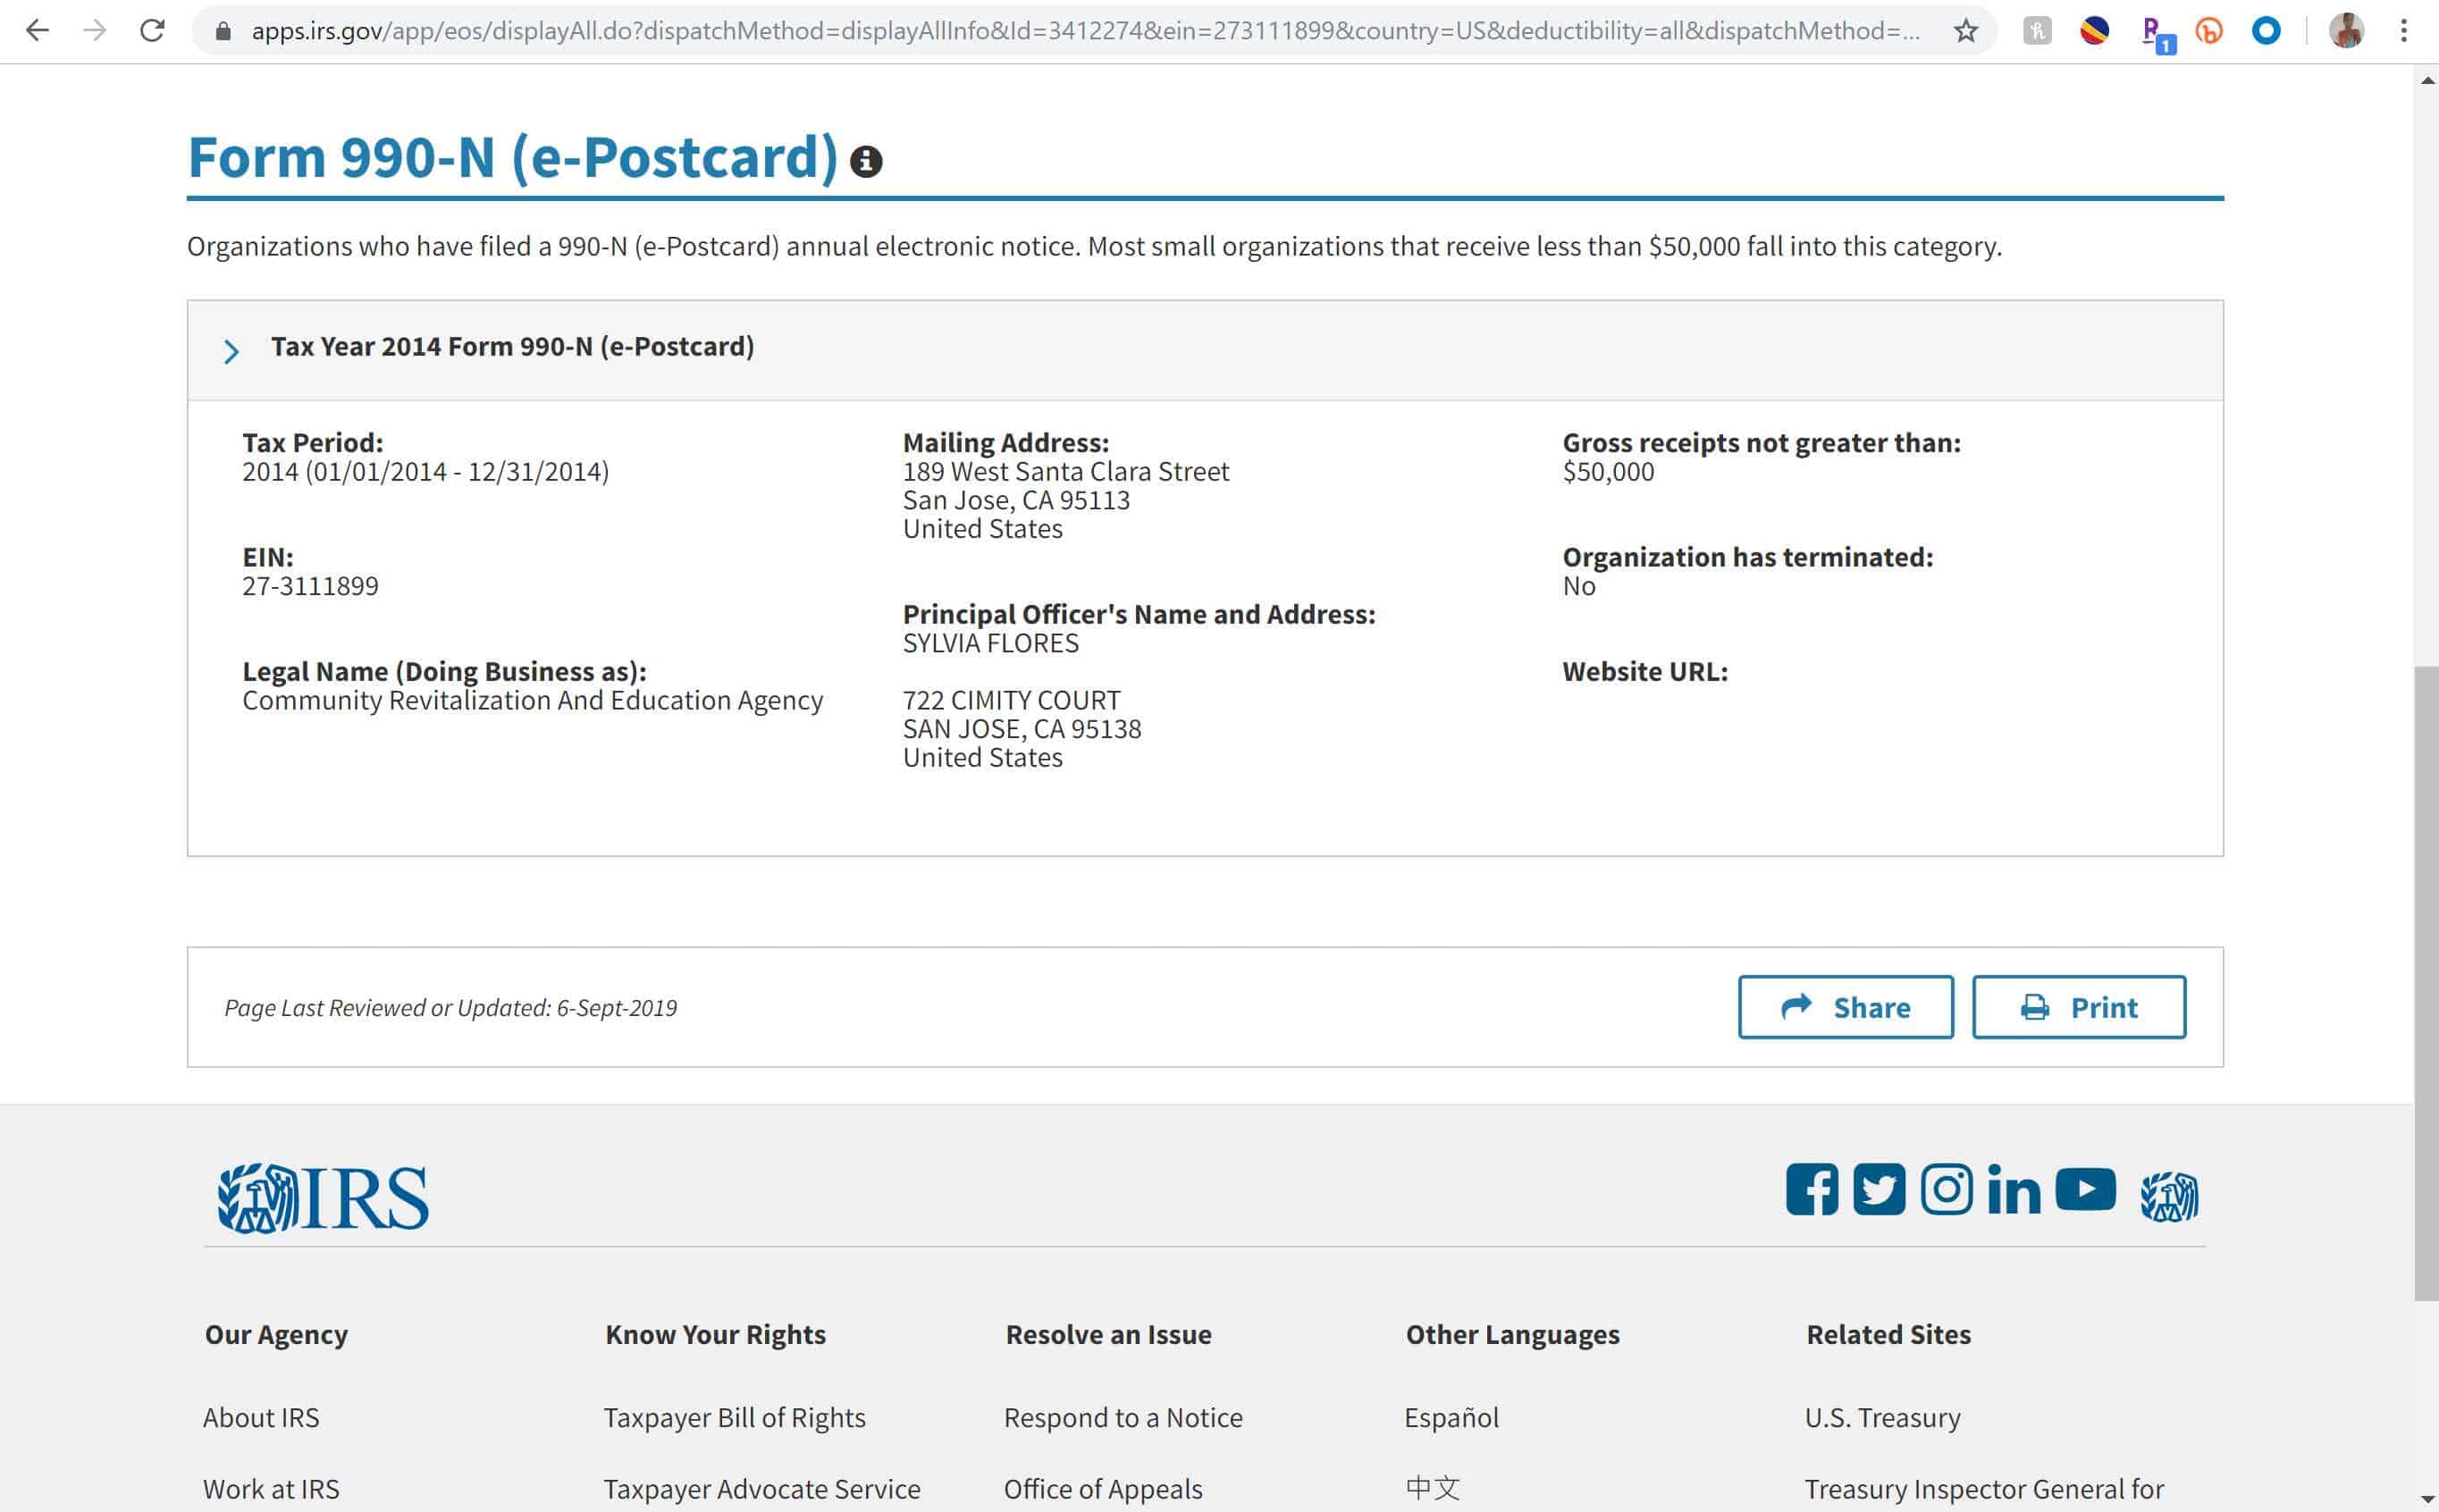 apps.irs.gov/app/eos/displayAll.do?dispatchMethod=displayAllInfo&Id=3412274&ein=273111899&country=US&deductibility=all&dispatchMethod=...
1
Form 990-N (e-Postcard)
Organizations who have filed a 990-N (e-Postcard) annual electronic notice. Most small organizations that receive less than $50,000 fall into this category.
Tax Year 2014 Form 990-N (e-Postcard)
Tax Period:
2014 (01/01/2014 - 12/31/2014)
EIN:
27-3111899
Legal Name (Doing Business as):
Community Revitalization And Education Agency
Mailing Address:
189 West Santa Clara Street
San Jose, CA 95113
United States
Principal Officer's Name and Address:
SYLVIA FLORES
722 CIMITY COURT
SAN JOSE, CA 95138
United States
Gross receipts not greater than:
$50,000
Organization has terminated:
No
Website URL:
Page Last Reviewed or Updated: 6-Sept-2019
Share
Print
IRS
Our Agency
About IRS
Work at IRS
Know Your Rights
Taxpayer Bill of Rights
Taxpayer Advocate Service
Resolve an Issue
Respond to a Notice
Office of Appeals
Other Languages
Español
中文
Related Sites
U.S. Treasury
Treasury Inspector General for